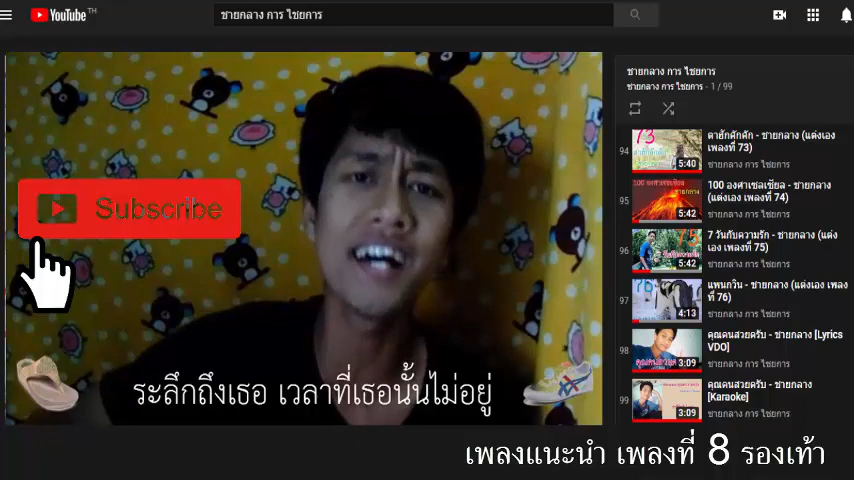 YouTube TH
ชายกลาง การ ไชยการ
ชายกลาง การ ไชยการ
ชายกลาง การ ไชยการ - 1 / 99
Subscribe
ระลึกถึงเธอ เวลาที่เธอนั้นไม่อยู่
94
73
5:40
ตายักคักคัก - ชายกลาง (แต่งเอง
เพลงที่ 73)
ชายกลาง การ ไชยการ
95
100 องศาเซลเซียส
5:42
100 องศาเซลเซียส - ชายกลาง
(แต่งเอง เพลงที่ 74)
ชายกลาง การ ไชยการ
96
75
5:42
7 วันกับความรัก - ชายกลาง (แต่ง
เอง เพลงที่ 75)
ชายกลาง การ ไชยการ
97
76
4:13
แพนกวิน - ชายกลาง (แต่งเอง เพลง
ที่ 76)
ชายกลาง การ ไชยการ
98
3:09
คุณคนสวยครับ - ชายกลาง [Lyrics
VDO]
ชายกลาง การ ไชยการ
99
3:09
คุณคนสวยครับ - ชายกลาง
[Karaoke]
ชายกลาง การ ไชยการ
เพลงแนะนำ เพลงที่ 8 รองเท้า